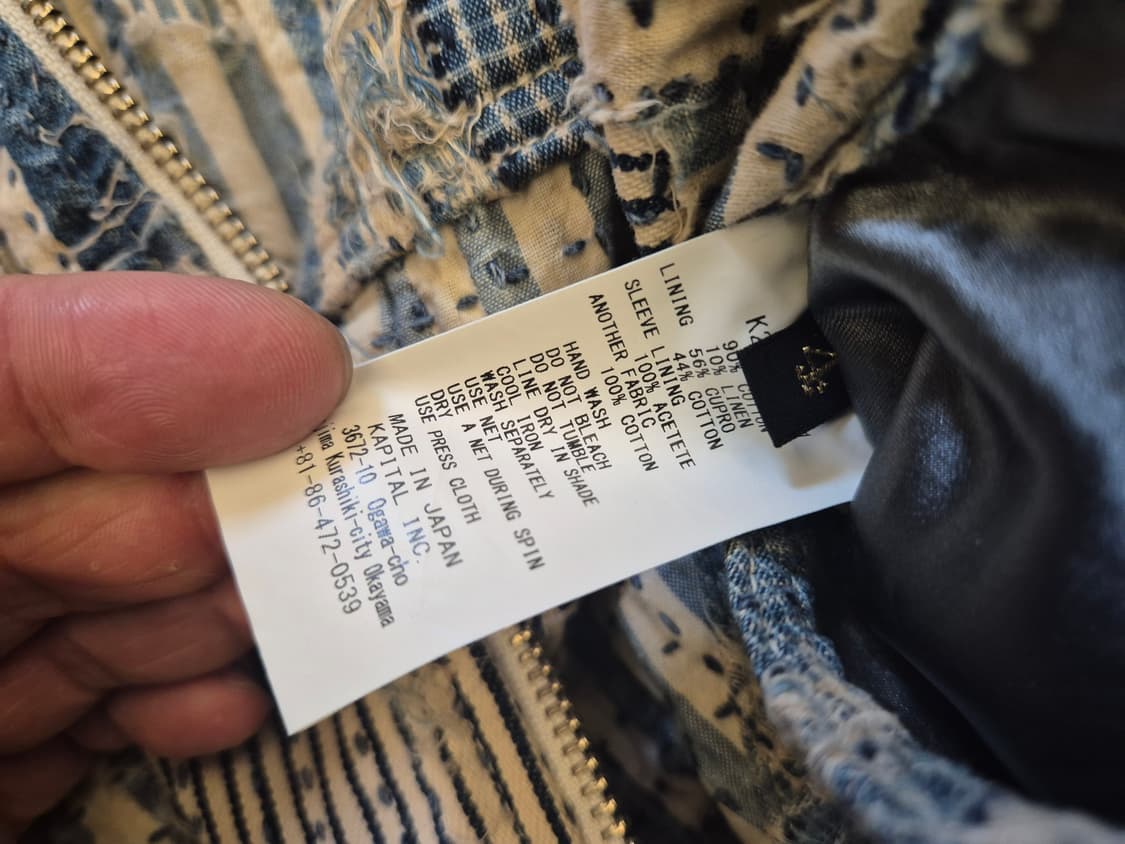 90%
10% LINEN
LINING 56% CUPRO
44% COTTON
SLEEVE LINING
100% ACETETE
ANOTHER FABRIC
100% COTTON
HAND WASH
DO NOT BLEACH
DO NOT TUMBLE
LINE DRY IN SHADE
COOL IRON
WASH SEPARATELY
USE NET
USE A NET DURING SPIN
DRY
USE PRESS CLOTH
MADE IN JAPAN
KAPITAL INC.
3672-10 Ogawa-cho
Kurashiki-city Okayama
+81-86-472-0539